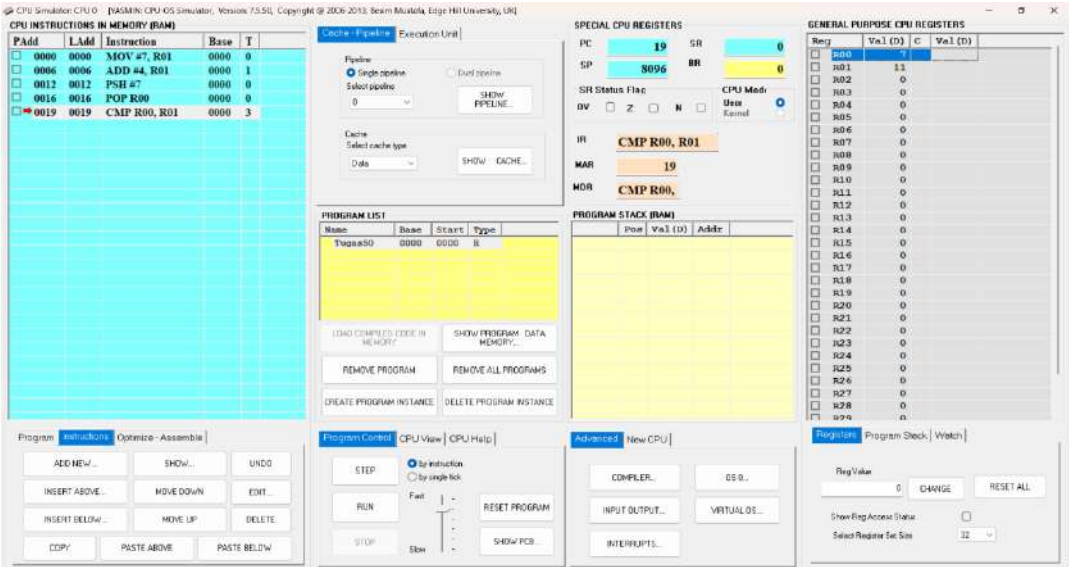 CPU Simulator: CPU 0 [YASMIN: CPU-OS Simulator, Version: 7.5.50, Copyright @ 2006-2013, Besim Mustafa, Edge Hill University, UK]
CPU INSTRUCTIONS IN MEMORY (RAM)
PAdd LAdd Instruction Base T
0000 0000 MOV #7, R01 0000 0
0006 0006 ADD #4, R01 0000 1
0012 0012 PSH #7 0000 0
0016 0016 POP R00 0000 0
0019 0019 CMP R00, R01 0000 3
Program Instructions Optimize - Assemble
ADD NEW... SHOW... UNDO
INSERT ABOVE... MOVE DOWN EDIT...
INSERT BELOW... MOVE UP DELETE
COPY PASTE ABOVE PASTE BELOW
Cache - Pipeline Execution Unit
Pipeline
Single pipeline Dual pipeline
Select pipeline
0 SHOW PIPELINE...
Cache
Select cache type
Data SHOW CACHE...
PROGRAM LIST
Name Base Start Type
Tugas50 0000 0000 R
LOAD COMPILED CODE IN MEMORY SHOW PROGRAM DATA MEMORY...
REMOVE PROGRAM REMOVE ALL PROGRAMS
CREATE PROGRAM INSTANCE DELETE PROGRAM INSTANCE
Program Control CPU View CPU Help
STEP by instruction
by single tick
RUN Fast RESET PROGRAM
STOP Slow SHOW PCB...
SPECIAL CPU REGISTERS
PC 19 SR 0
SP 8096 BR 0
SR Status Flag CPU Mode
OV Z N User
Kernel
IR CMP R00, R01
MAR 19
MDR CMP R00,
PROGRAM STACK (RAM)
Pos Val (D) Addr
Advanced New CPU
COMPILER... OS 0...
INPUT OUTPUT... VIRTUAL OS...
INTERRUPTS...
GENERAL PURPOSE CPU REGISTERS
Reg Val (D) C Val (D)
R00 7
R01 11
R02 0
R03 0
R04 0
R05 0
R06 0
R07 0
R08 0
R09 0
R10 0
R11 0
R12 0
R13 0
R14 0
R15 0
R16 0
R17 0
R18 0
R19 0
R20 0
R21 0
R22 0
R23 0
R24 0
R25 0
R26 0
R27 0
R28 0
R29 0
Registers Program Stack Watch
Reg Value
0 CHANGE RESET ALL
Show Reg Access Status
Select Register Set Size 32